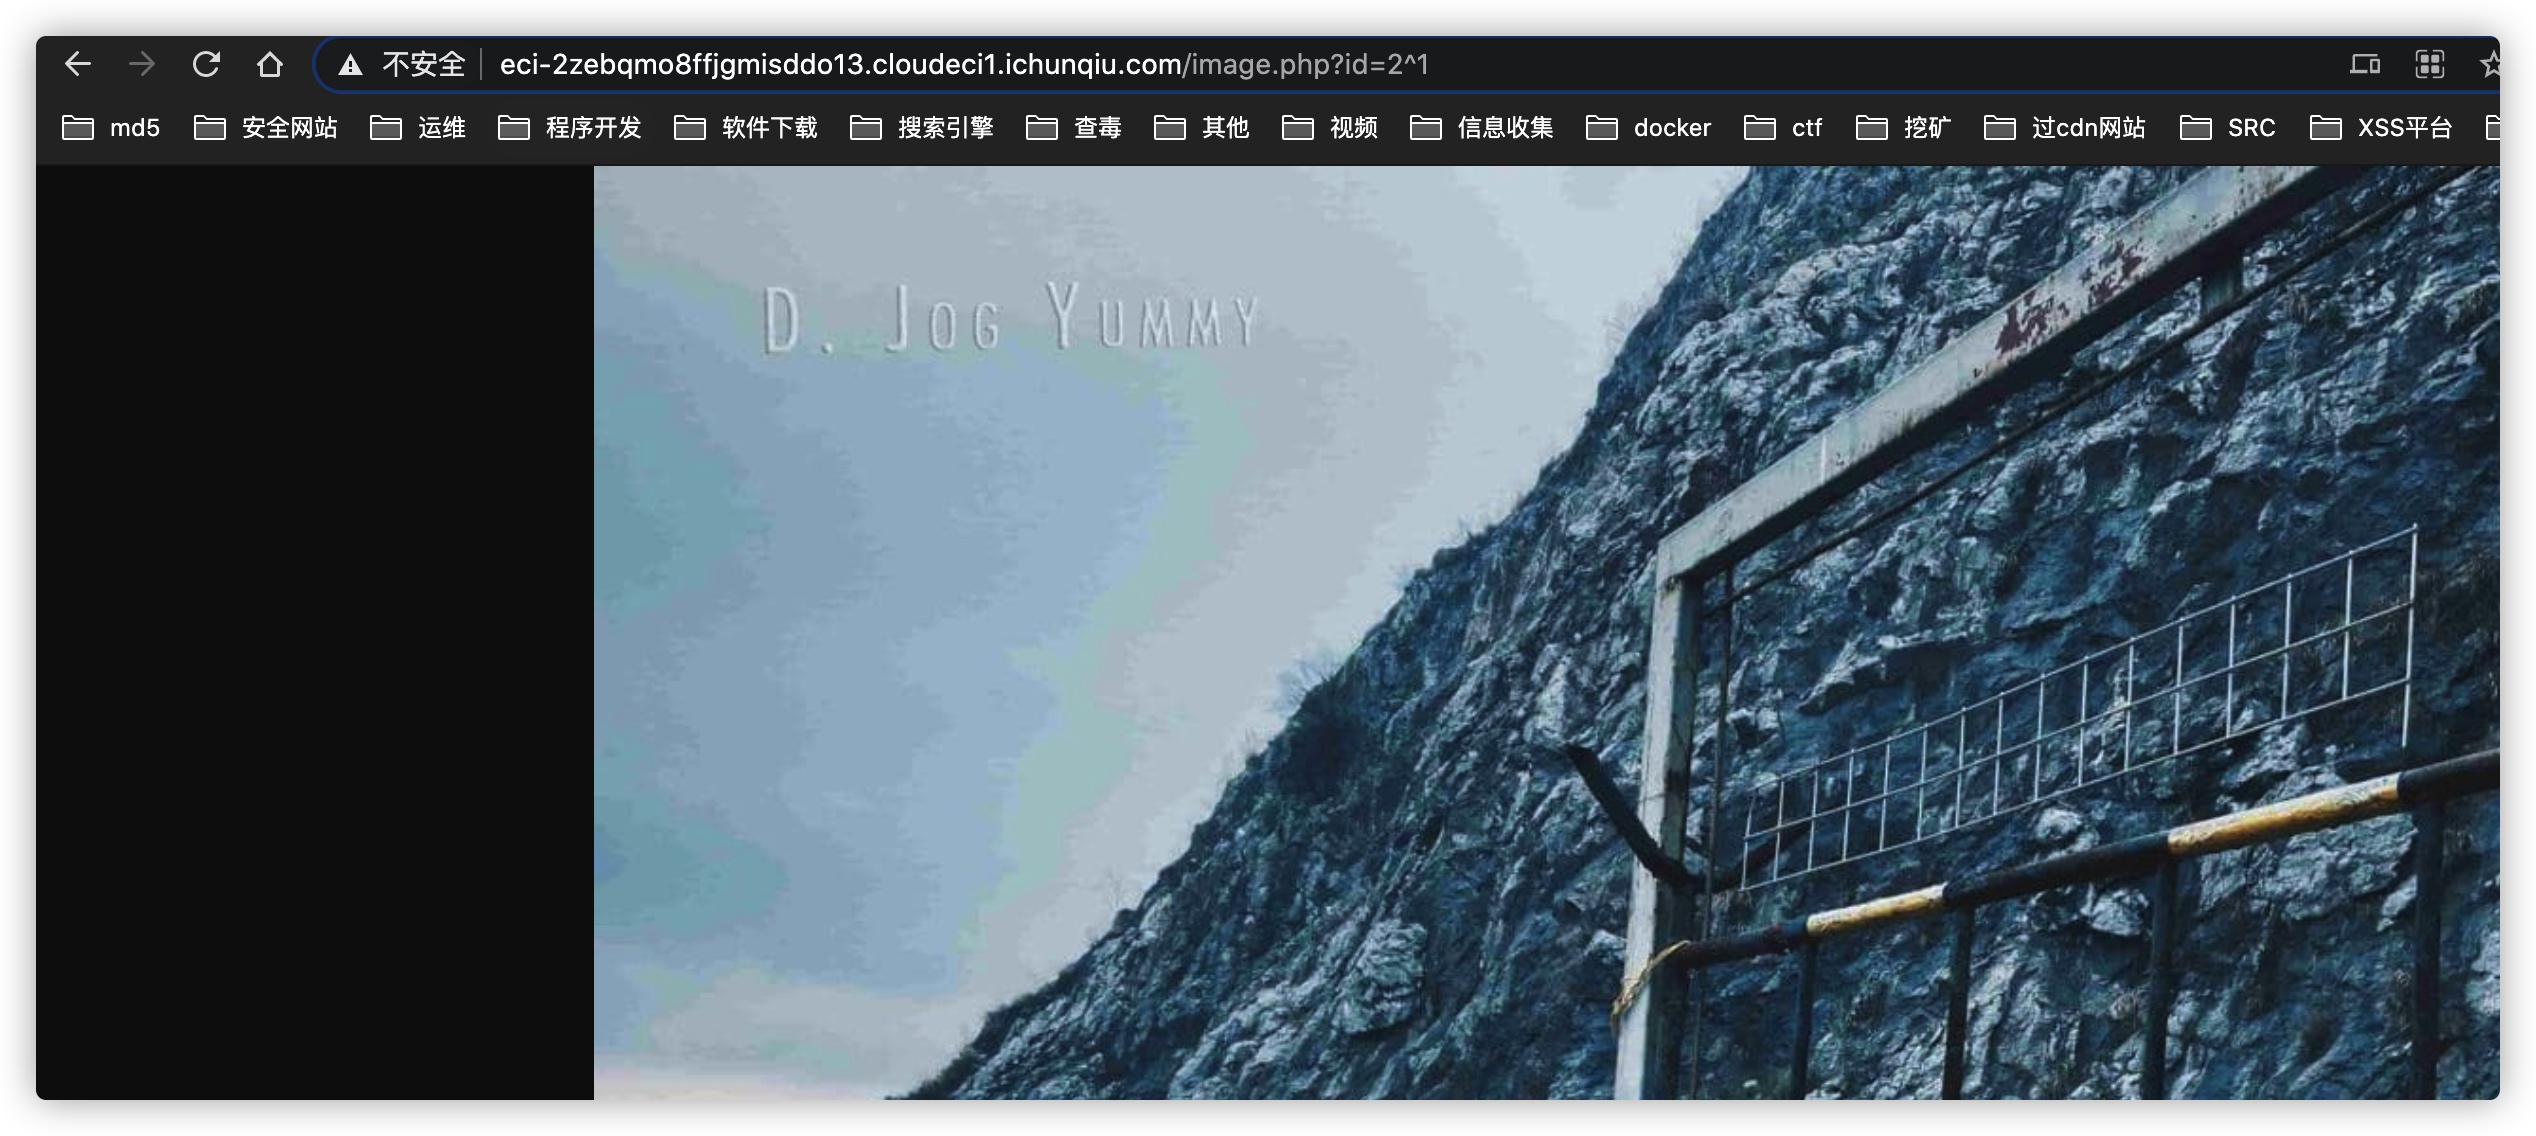 不安全 eci-2zebqmo8ffjgmisddo13.cloudeci1.ichunqiu.com/image.php?id=2^1
md5 安全网站 运维 程序开发 软件下载 搜索引擎 查毒 其他 视频 信息收集 docker ctf 挖矿 过cdn网站 SRC XSS平台
D. JOG YUMMY